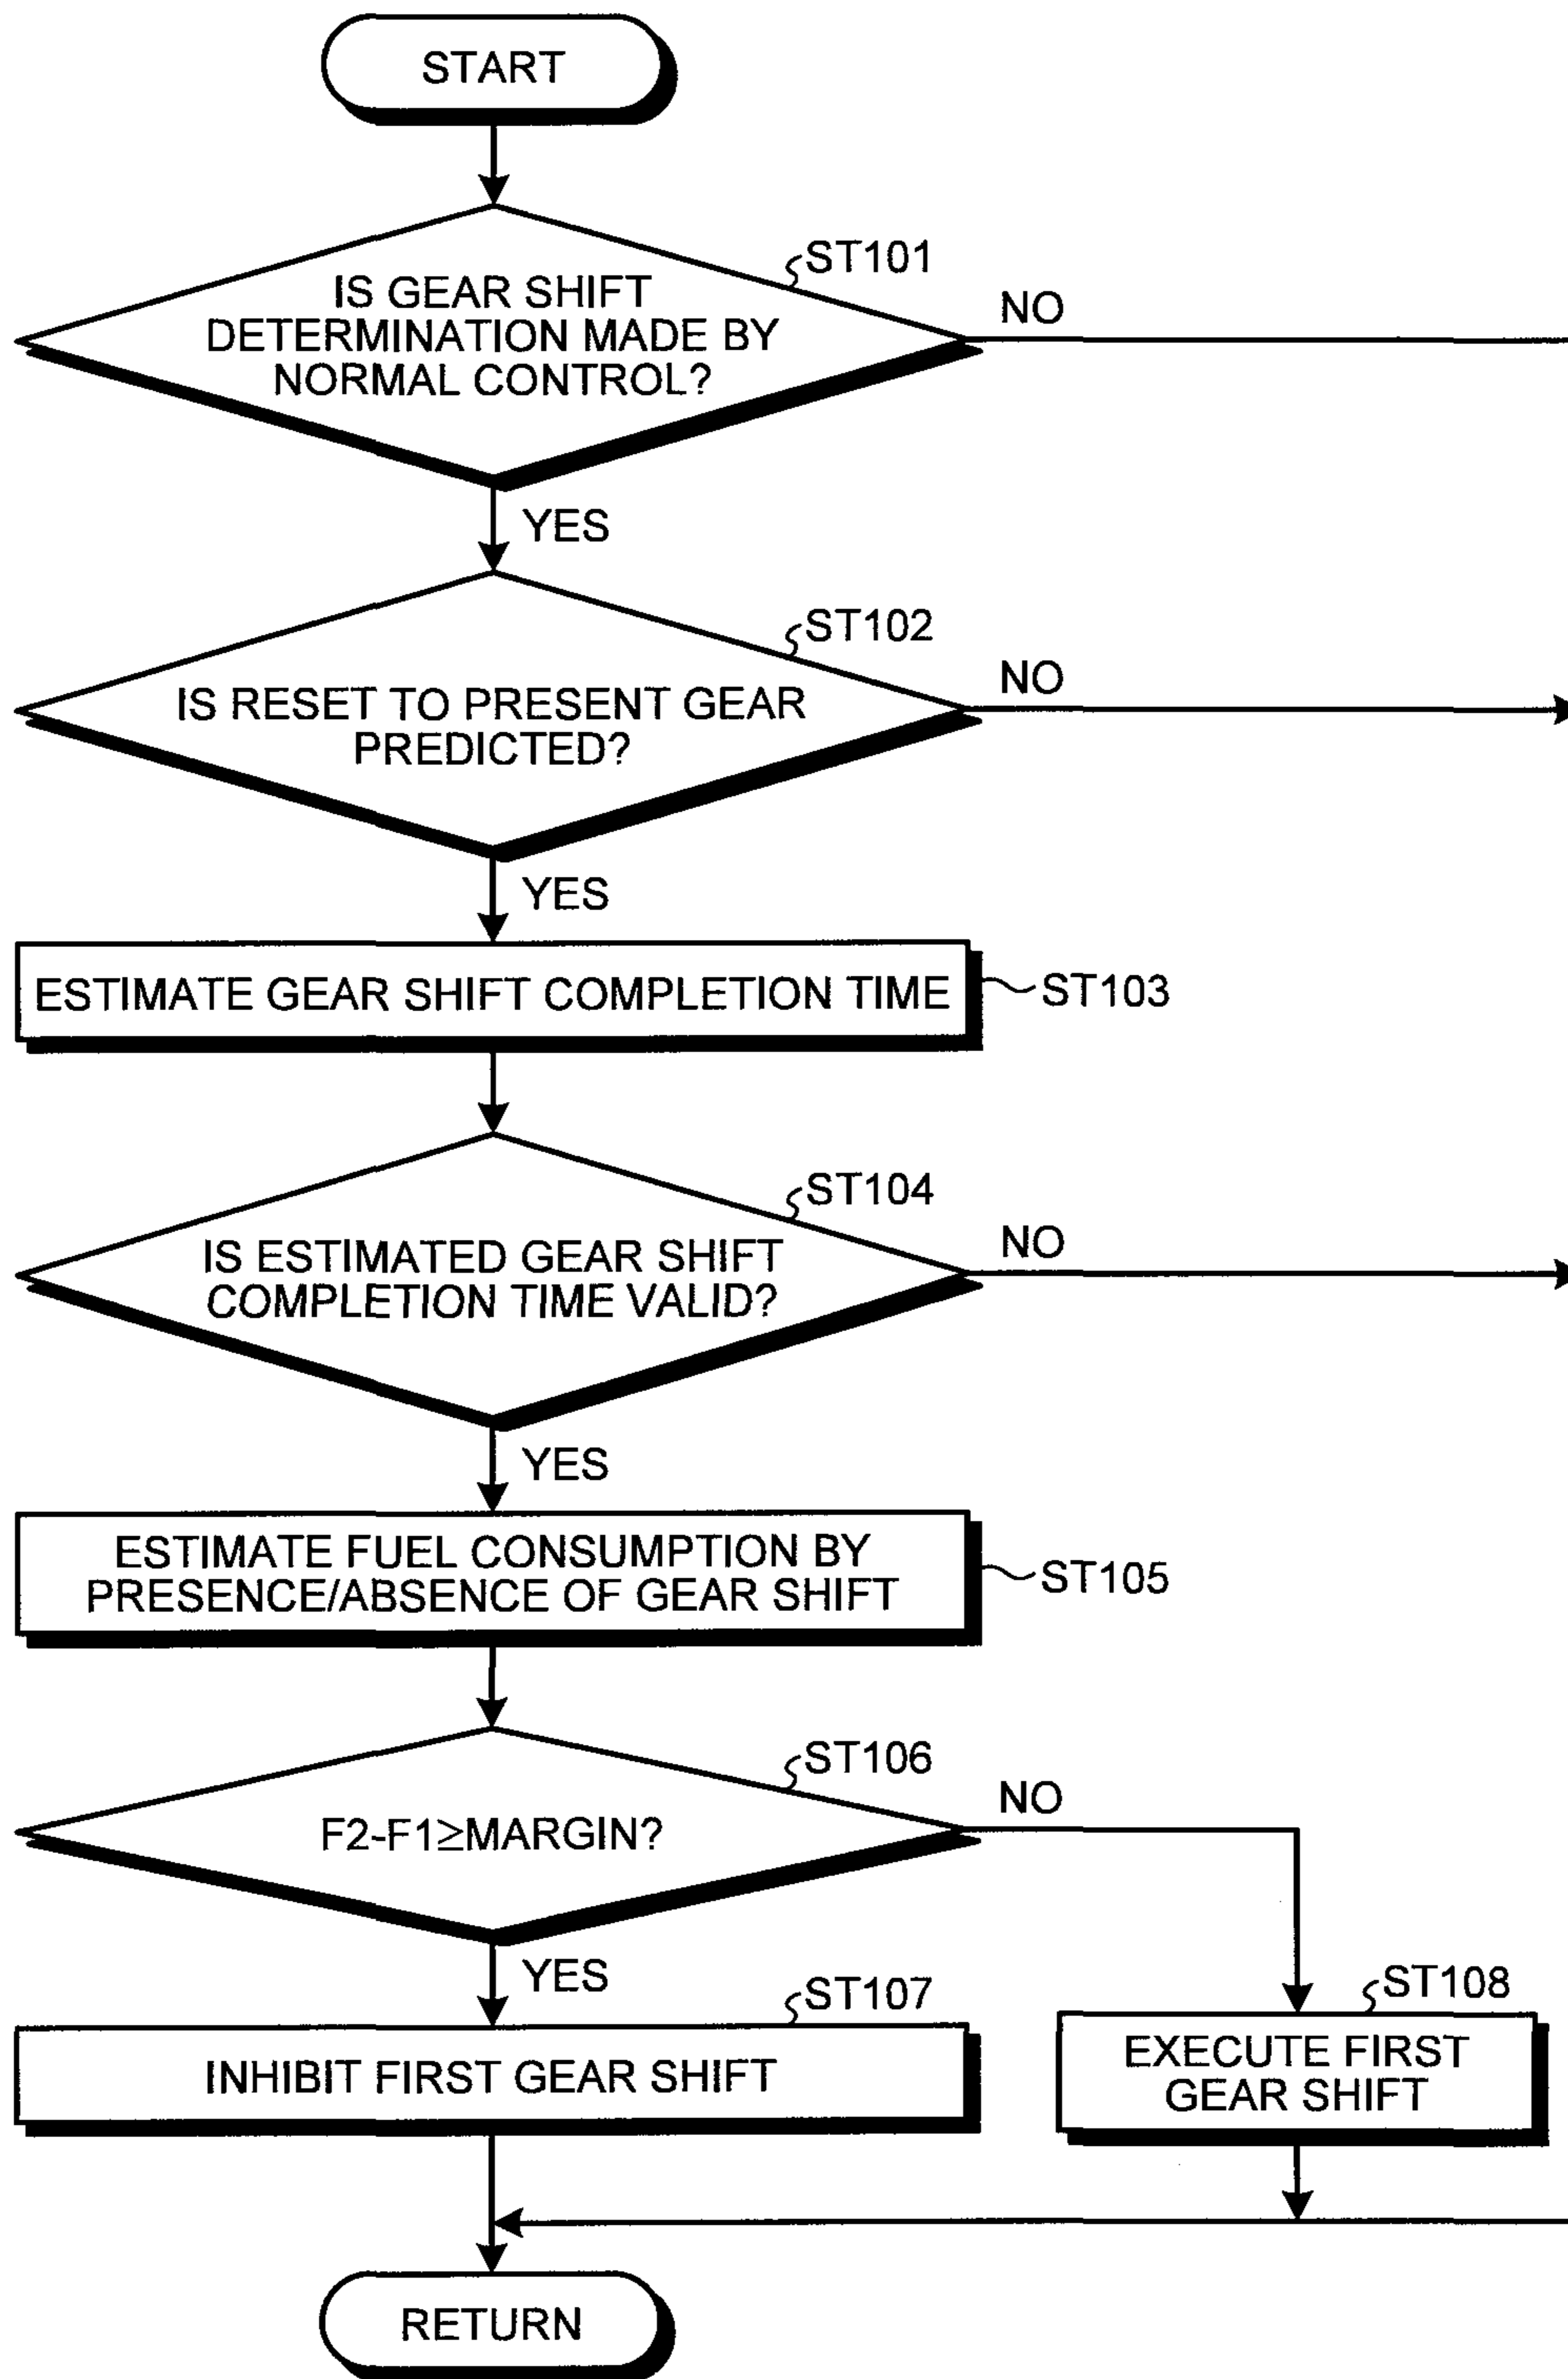 START
ST101
IS GEAR SHIFT
DETERMINATION MADE BY
NORMAL CONTROL?
NO
YES
ST102
IS RESET TO PRESENT GEAR
PREDICTED?
NO
YES
ESTIMATE GEAR SHIFT COMPLETION TIME
ST103
ST104
IS ESTIMATED GEAR SHIFT
COMPLETION TIME VALID?
NO
YES
ESTIMATE FUEL CONSUMPTION BY
PRESENCE/ABSENCE OF GEAR SHIFT
ST105
ST106
F2-F1≥MARGIN?
NO
YES
ST107
INHIBIT FIRST GEAR SHIFT
ST108
EXECUTE FIRST
GEAR SHIFT
RETURN